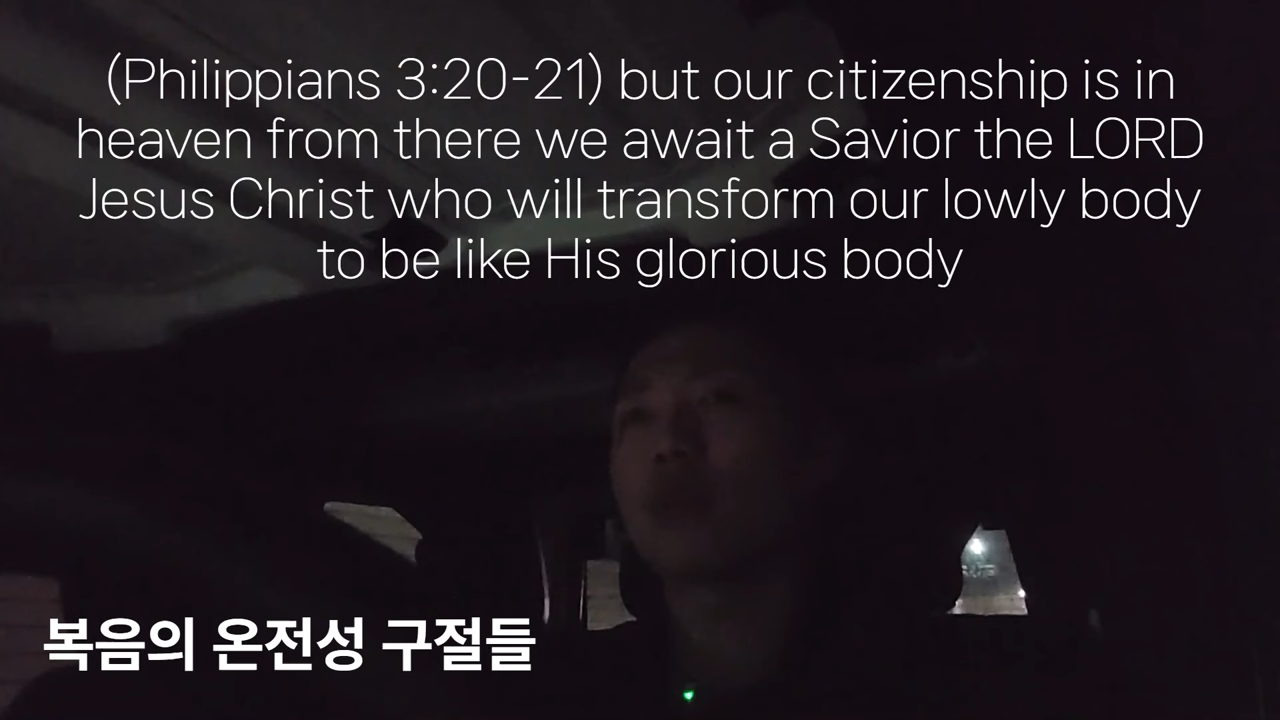 (Philippians 3:20-21) but our citizenship is in
heaven from there we await a Savior the LORD
Jesus Christ who will transform our lowly body
to be like His glorious body
복음의 온전성 구절들